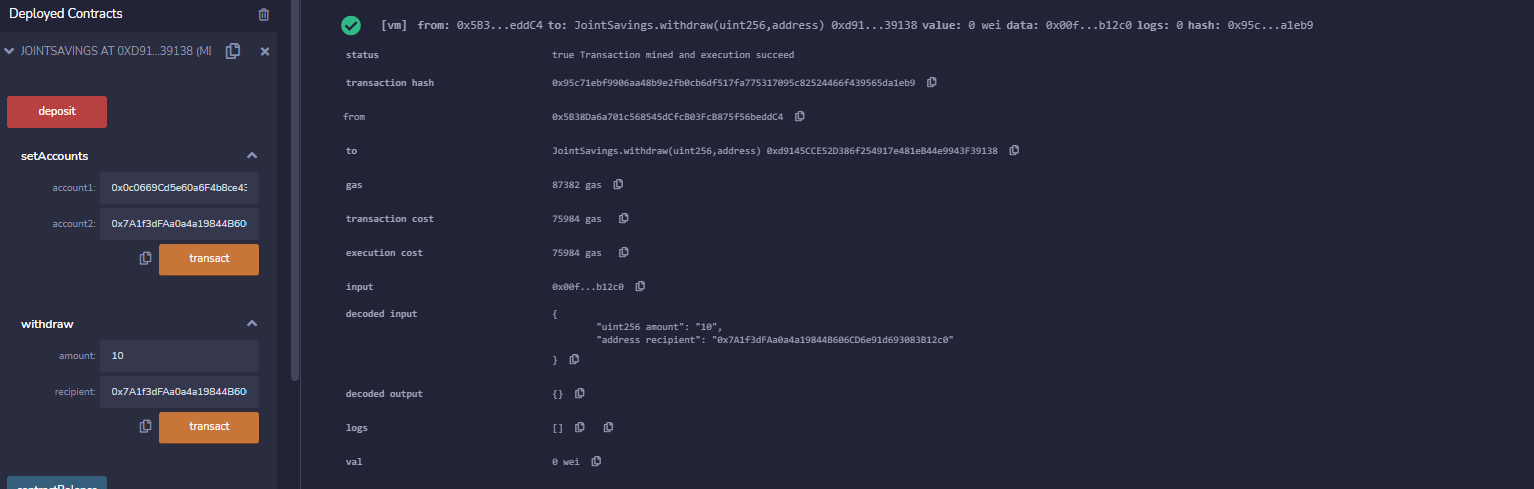 Deployed Contracts
JOINTSAVINGS AT 0XD91...39138 (ME
deposit
setAccounts
account1: 0x0c0669Cd5e60a6F4b8ce43
account2: 0x7A1f3dFAa0a4a19844B60
transact
withdraw
amount: 10
recipient: 0x7A1f3dFAa0a4a19844B60
transact
contractBalance
[vm] from: 0x5B3...eddC4 to: JointSavings.withdraw(uint256,address) 0xd91...39138 value: 0 wei data: 0x00f...b12c0 logs: 0 hash: 0x95c...a1eb9
status true Transaction mined and execution succeed
transaction hash 0x95c71ebf9906aa48b9e2fb0cb6df517fa775317095c82524466f439565da1eb9
from 0x5B38Da6a701c568545dCfcB03FcB875f56beddC4
to JointSavings.withdraw(uint256,address) 0xd9145CCE52D386f254917e481eB44e9943F39138
gas 87382 gas
transaction cost 75984 gas
execution cost 75984 gas
input 0x00f...b12c0
decoded input {
"uint256 amount": "10",
"address recipient": "0x7A1f3dFAa0a4a19844B606CD6e91d693083B12c0"
}
decoded output {}
logs []
val 0 wei